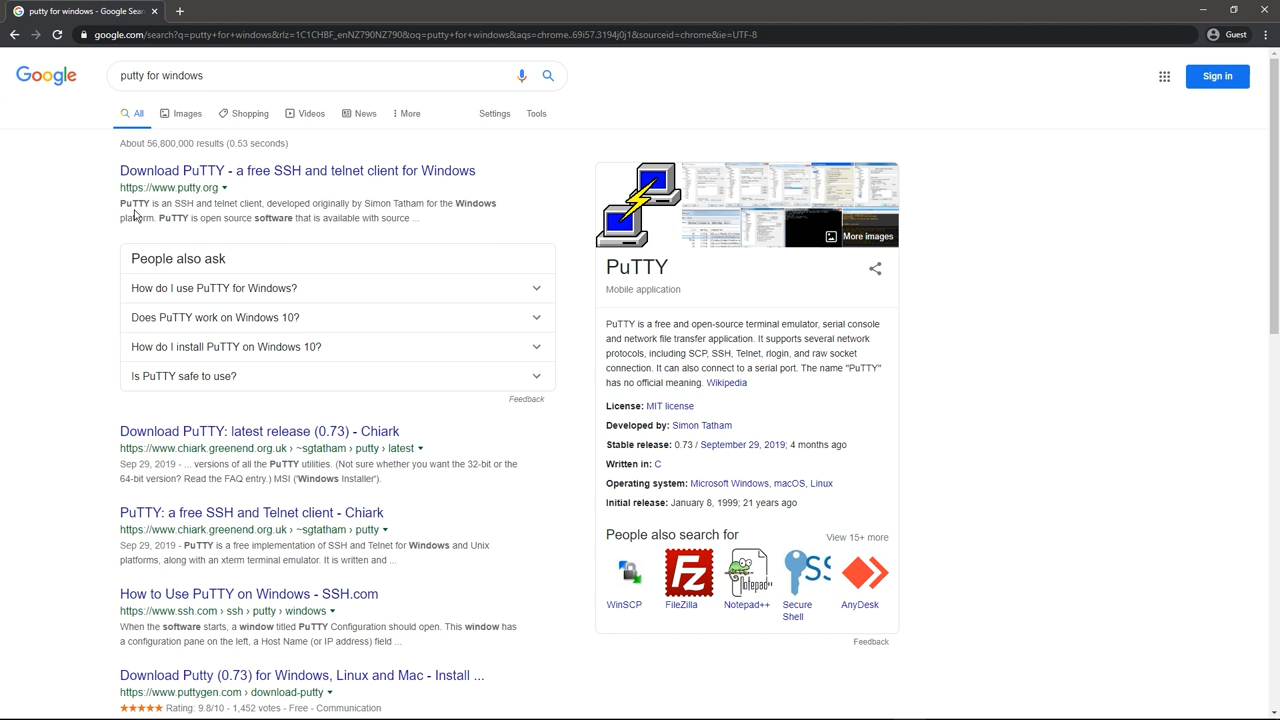 putty for windows - Google Sear
google.com/search?q=putty+for+windows&rlz=1C1CHBF_enNZ790NZ790&oq=putty+for+windows&aqs=chrome..69i57.3194j0j1&sourceid=chrome&ie=UTF-8
Guest
Google
putty for windows
Sign in
All
Images
Shopping
Videos
News
More
Settings
Tools
About 56,800,000 results (0.53 seconds)
Download PuTTY - a free SSH and telnet client for Windows
https://www.putty.org
PuTTY is an SSH and telnet client, developed originally by Simon Tatham for the Windows
platform. PuTTY is open source software that is available with source ...
People also ask
How do I use PuTTY for Windows?
Does PuTTY work on Windows 10?
How do I install PuTTY on Windows 10?
Is PuTTY safe to use?
Feedback
Download PuTTY: latest release (0.73) - Chiark
https://www.chiark.greenend.org.uk › ~sgtatham › putty › latest
Sep 29, 2019 - ... versions of all the PuTTY utilities. (Not sure whether you want the 32-bit or the
64-bit version? Read the FAQ entry.) MSI ('Windows Installer').
PuTTY: a free SSH and Telnet client - Chiark
https://www.chiark.greenend.org.uk › ~sgtatham › putty
Sep 29, 2019 - PuTTY is a free implementation of SSH and Telnet for Windows and Unix
platforms, along with an xterm terminal emulator. It is written and ...
How to Use PuTTY on Windows - SSH.com
https://www.ssh.com › ssh › putty › windows
When the software starts, a window titled PuTTY Configuration should open. This window has
a configuration pane on the left, a Host Name (or IP address) field ...
Download Putty (0.73) for Windows, Linux and Mac - Install ...
https://www.puttygen.com › download-putty
Rating: 9.8/10 - 1,452 votes - Free - Communication
More images
PuTTY
Mobile application
PuTTY is a free and open-source terminal emulator, serial console
and network file transfer application. It supports several network
protocols, including SCP, SSH, Telnet, rlogin, and raw socket
connection. It can also connect to a serial port. The name "PuTTY"
has no official meaning. Wikipedia
License: MIT license
Developed by: Simon Tatham
Stable release: 0.73 / September 29, 2019; 4 months ago
Written in: C
Operating system: Microsoft Windows, macOS, Linux
Initial release: January 8, 1999; 21 years ago
People also search for
View 15+ more
WinSCP
FileZilla
Notepad++
Secure
Shell
AnyDesk
Feedback